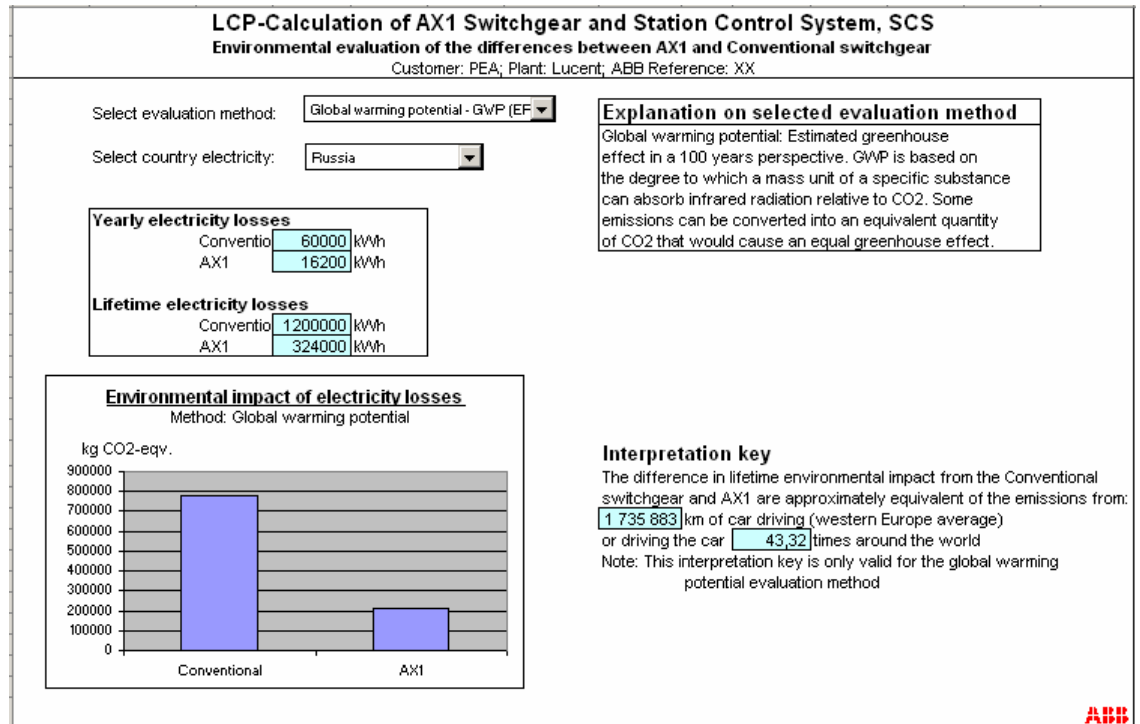 LCP-Calculation of AX1 Switchgear and Station Control System, SCS
Environmental evaluation of the differences between AX1 and Conventional switchgear
Customer: PEA; Plant: Lucent; ABB Reference: XX
Select evaluation method: Global warming potential - GWP (EF
Select country electricity: Russia
Explanation on selected evaluation method
Global warming potential: Estimated greenhouse
effect in a 100 years perspective. GWP is based on
the degree to which a mass unit of a specific substance
can absorb infrared radiation relative to CO2. Some
emissions can be converted into an equivalent quantity
of CO2 that would cause an equal greenhouse effect.
Yearly electricity losses
Conventio 60000 kWh
AX1 16200 kWh
Lifetime electricity losses
Conventio 1200000 kWh
AX1 324000 kWh
Environmental impact of electricity losses
Method: Global warming potential
kg CO2-eqv.
900000
800000
700000
600000
500000
400000
300000
200000
100000
0
Conventional AX1
Interpretation key
The difference in lifetime environmental impact from the Conventional
switchgear and AX1 are approximately equivalent of the emissions from:
1 735 883 km of car driving (western Europe average)
or driving the car 43,32 times around the world
Note: This interpretation key is only valid for the global warming
potential evaluation method
ABB